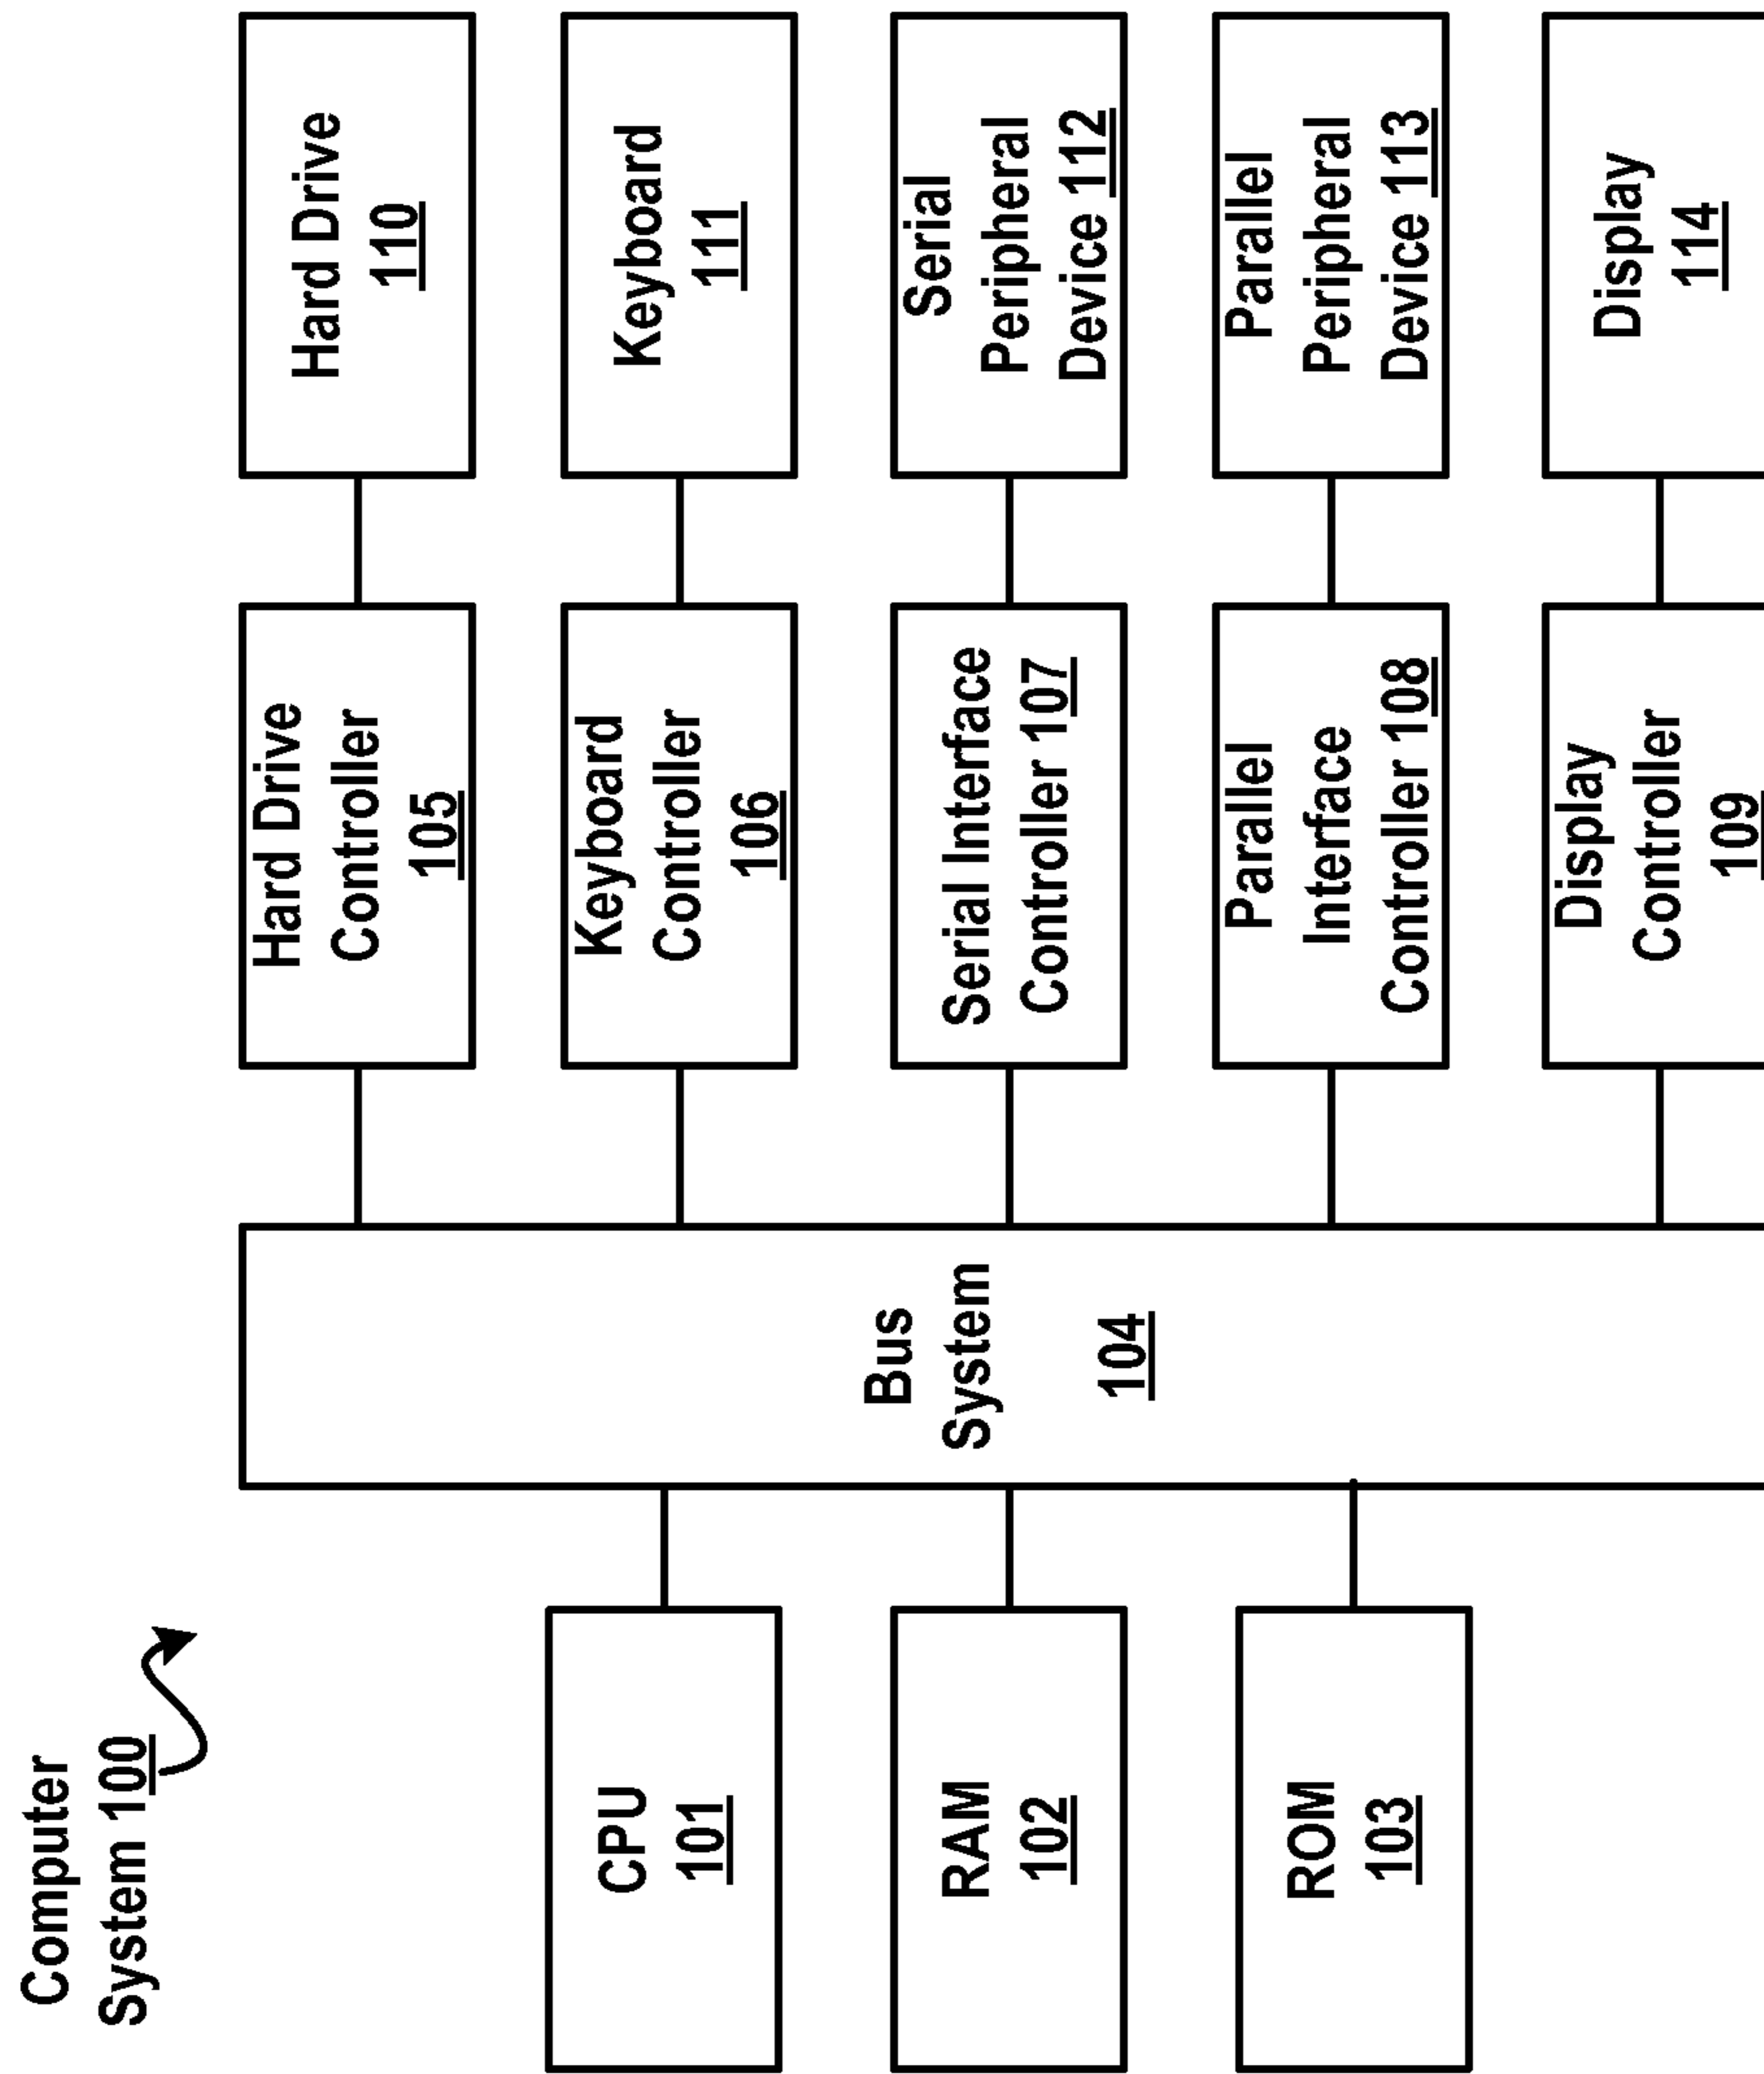 Computer
System 100
CPU
101
RAM
102
ROM
103
Bus
System
104
Hard Drive
Controller
105
Keyboard
Controller
106
Serial Interface
Controller 107
Parallel
Interface
Controller 108
Display
Controller
109
Hard Drive
110
Keyboard
111
Serial
Peripheral
Device 112
Parallel
Peripheral
Device 113
Display
114